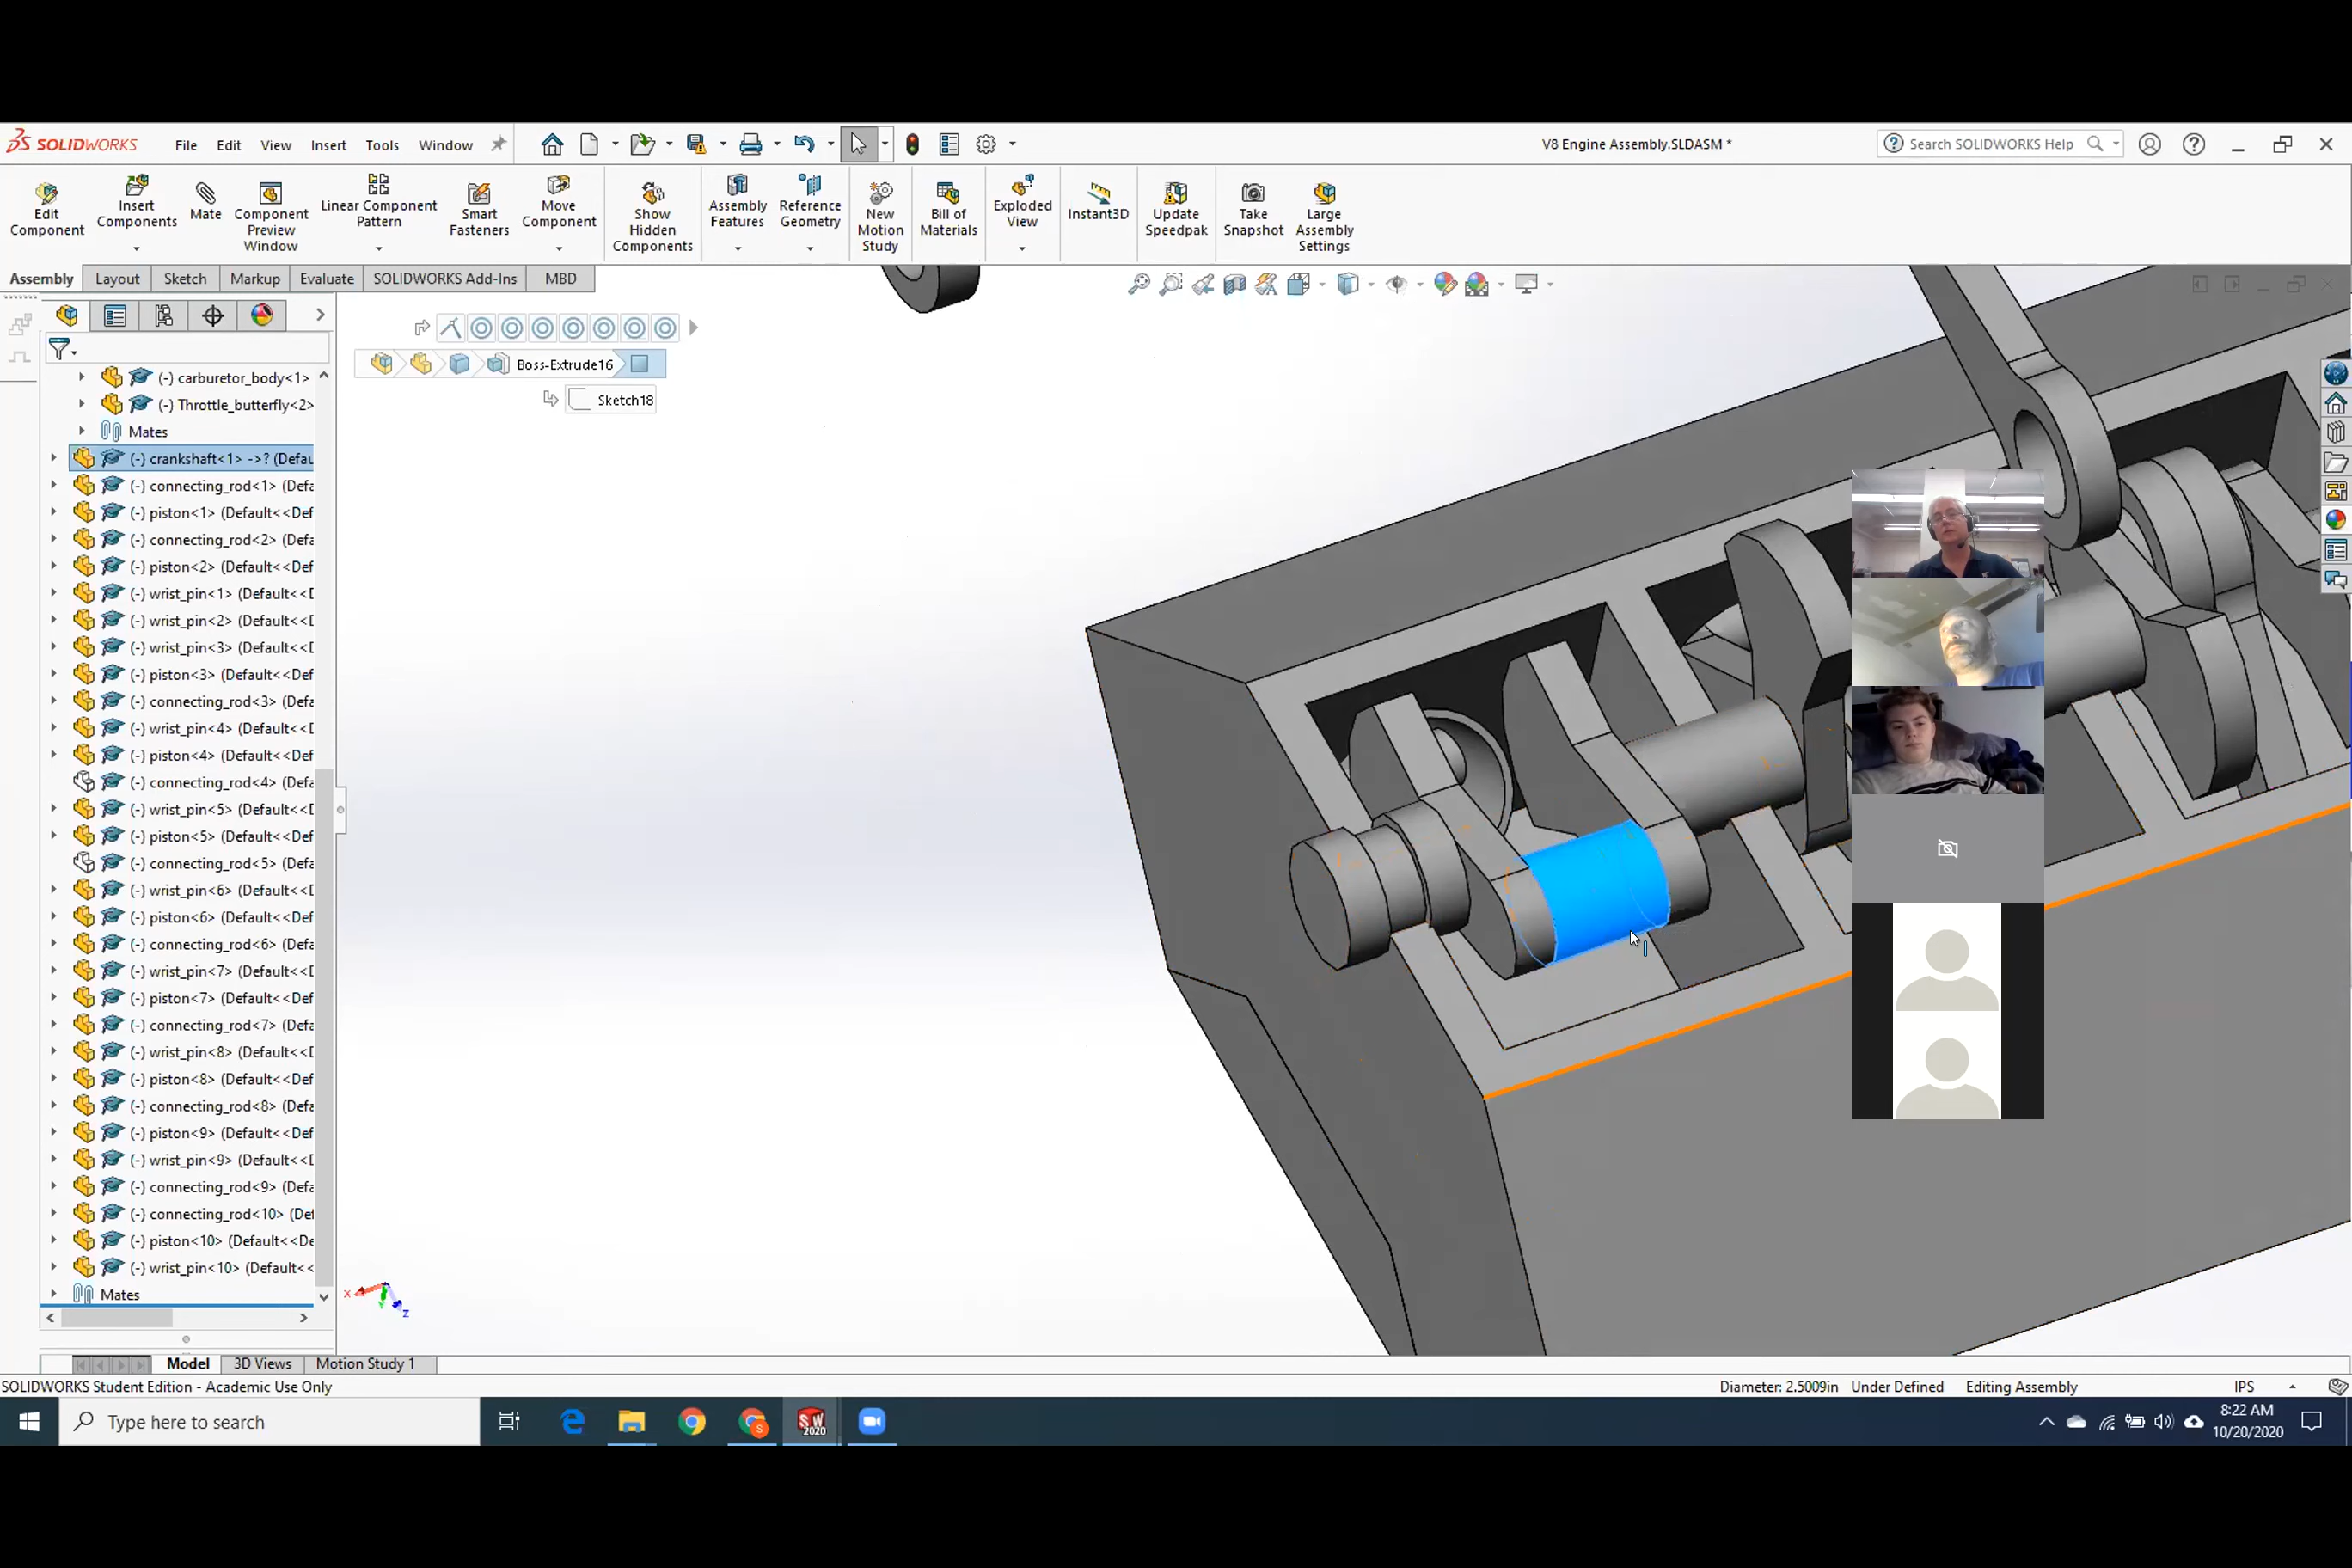 SOLIDWORKS File Edit View Insert Tools Window V8 Engine Assembly.SLDASM * Search SOLIDWORKS Help
Edit Component
Insert Components
Mate
Component Preview Window
Linear Component Pattern
Smart Fasteners
Move Component
Show Hidden Components
Assembly Features
Reference Geometry
New Motion Study
Bill of Materials
Exploded View
Instant3D
Update Speedpak
Take Snapshot
Large Assembly Settings
Assembly Layout Sketch Markup Evaluate SOLIDWORKS Add-Ins MBD
Boss-Extrude16
Sketch18
(-) carburetor_body<1>
(-) Throttle_butterfly<2>
Mates
(-) crankshaft<1> ->? (Defau
(-) connecting_rod<1> (Defa
(-) piston<1> (Default<<Def
(-) connecting_rod<2> (Defa
(-) piston<2> (Default<<Def
(-) wrist_pin<1> (Default<<D
(-) wrist_pin<2> (Default<<D
(-) wrist_pin<3> (Default<<D
(-) piston<3> (Default<<Def
(-) connecting_rod<3> (Defa
(-) wrist_pin<4> (Default<<D
(-) piston<4> (Default<<Def
(-) connecting_rod<4> (Defa
(-) wrist_pin<5> (Default<<D
(-) piston<5> (Default<<Def
(-) connecting_rod<5> (Defa
(-) wrist_pin<6> (Default<<D
(-) piston<6> (Default<<Def
(-) connecting_rod<6> (Defa
(-) wrist_pin<7> (Default<<D
(-) piston<7> (Default<<Def
(-) connecting_rod<7> (Defa
(-) wrist_pin<8> (Default<<D
(-) piston<8> (Default<<Def
(-) connecting_rod<8> (Defa
(-) piston<9> (Default<<Def
(-) wrist_pin<9> (Default<<D
(-) connecting_rod<9> (Defa
(-) connecting_rod<10> (Def
(-) piston<10> (Default<<De
(-) wrist_pin<10> (Default<<
Mates
X Y Z
Model 3D Views Motion Study 1
SOLIDWORKS Student Edition - Academic Use Only Diameter: 2.5009in Under Defined Editing Assembly IPS
Type here to search
S
SW 2020
8:22 AM
10/20/2020